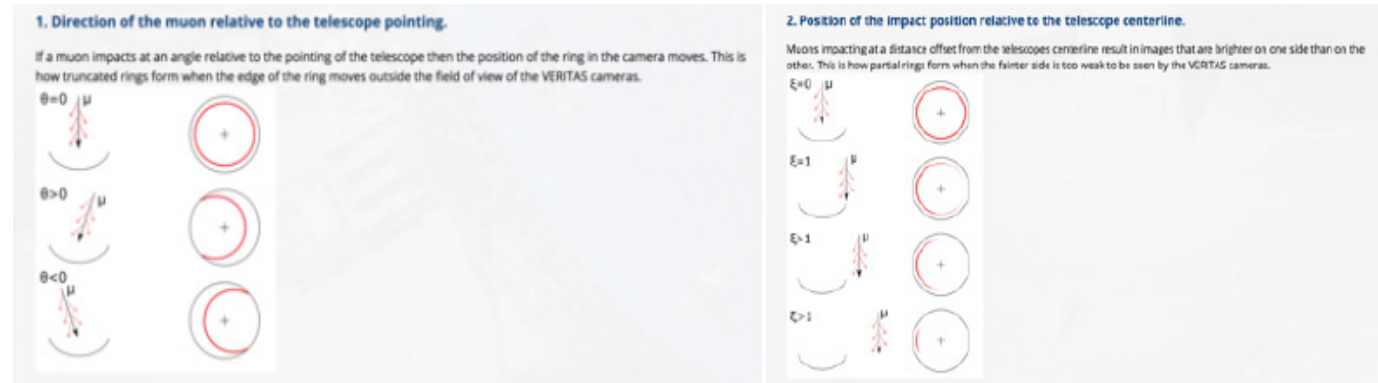 1. Direction of the muon relative to the telescope pointing.
If a muon impacts at an angle relative to the pointing of the telescope then the position of the ring in the camera moves. This is
how truncated rings form when the edge of the ring moves outside the field of view of the VERITAS cameras.
θ=0 μ
θ>0 μ
θ<0
μ
2. Position of the impact position relative to the telescope centerline.
Muons impacting at a distance offset from the telescopes centerline result in images that are brighter on one side than on the
other. This is how partial rings form when the fainter side is too weak to be seen by the VERITAS cameras.
ξ=0 μ
ξ=1 μ
ξ>1 μ
ξ>1 μ